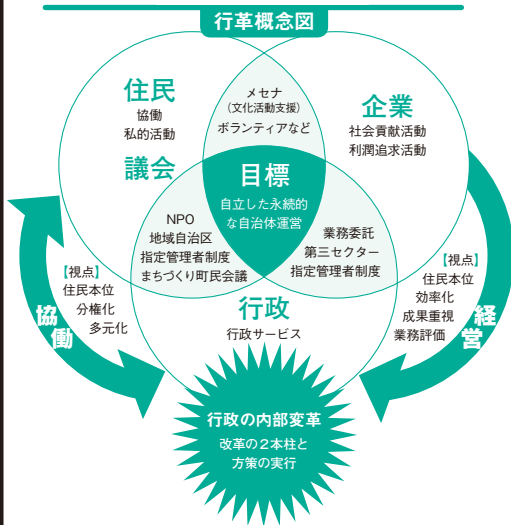 行革概念図
住民
協働
私的活動
議会
メセナ
（文化活動支援）
ボランティアなど
企業
社会貢献活動
利潤追求活動
目標
自立した永続的
な自治体運営
NPO
地域自治区
指定管理者制度
まちづくり町民会議
業務委託
第三セクター
指定管理者制度
行政
行政サービス
【視点】
住民本位
分権化
多元化
協働
【視点】
住民本位
効率化
成果重視
業務評価
経営
行政の内部変革
改革の2本柱と
方策の実行